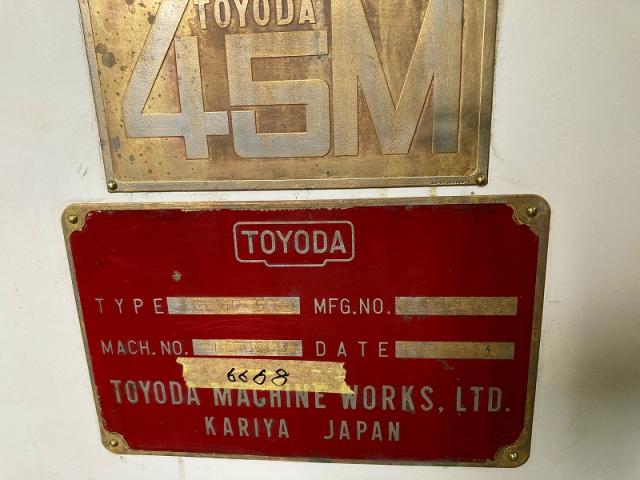 TOYODA
45M
TOYODA
TYPE MFG.NO.
MACH.NO. DATE
6668
TOYODA MACHINE WORKS, LTD.
KARIYA JAPAN